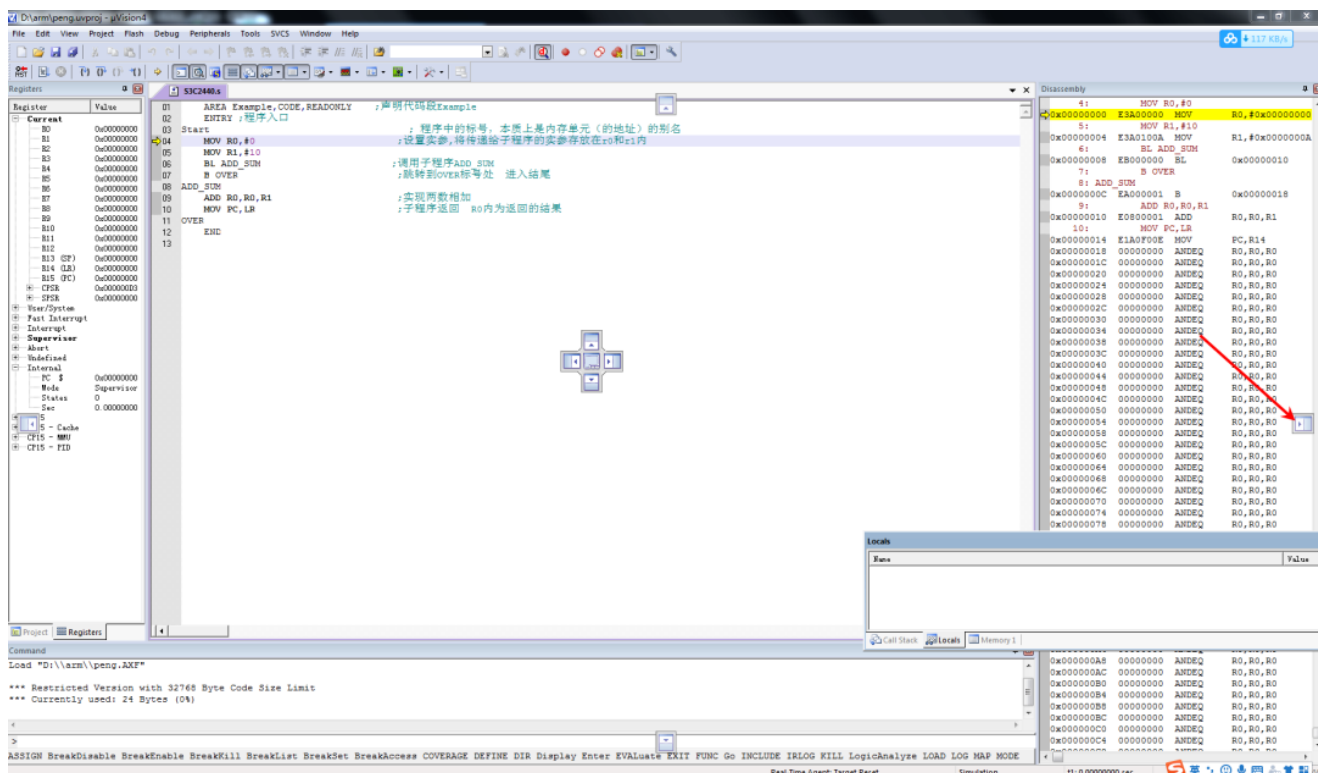 D:\arm\peng.uvproj - µVision4
File Edit View Project Flash Debug Peripherals Tools SVCS Window Help
117 KB/s
Registers
Register Value
Current
R0 0x00000000
R1 0x00000000
R2 0x00000000
R3 0x00000000
R4 0x00000000
R5 0x00000000
R6 0x00000000
R7 0x00000000
R8 0x00000000
R9 0x00000000
R10 0x00000000
R11 0x00000000
R12 0x00000000
R13 (SP) 0x00000000
R14 (LR) 0x00000000
R15 (PC) 0x00000000
CPSR 0x000000D3
SPSR 0x00000000
User/System
Fast Interrupt
Interrupt
Supervisor
Abort
Undefined
Internal
PC $ 0x00000000
Mode Supervisor
States 0
Sec 0.00000000
5
5 - Cache
CP15 - MMU
CP15 - PID
Project Registers
S3C2440.s
01 AREA Example,CODE,READONLY ;声明代码段Example
02 ENTRY ;程序入口
03 Start ; 程序中的标号，本质上是内存单元（的地址）的别名
04 MOV R0,#0 ;设置实参,将传递给子程序的实参存放在r0和r1内
05 MOV R1,#10
06 BL ADD_SUM ;调用子程序ADD_SUM
07 B OVER ;跳转到OVER标号处 进入结尾
08 ADD_SUM
09 ADD R0,R0,R1 ;实现两数相加
10 MOV PC,LR ;子程序返回 R0内为返回的结果
11 OVER
12 END
13
Disassembly
4: MOV R0,#0
0x00000000 E3A00000 MOV R0,#0x00000000
5: MOV R1,#10
0x00000004 E3A0100A MOV R1,#0x0000000A
6: BL ADD_SUM
0x00000008 EB000000 BL 0x00000010
7: B OVER
8: ADD_SUM
0x0000000C EA000001 B 0x00000018
9: ADD R0,R0,R1
0x00000010 E0800001 ADD R0,R0,R1
10: MOV PC,LR
0x00000014 E1A0F00E MOV PC,R14
0x00000018 00000000 ANDEQ R0,R0,R0
0x0000001C 00000000 ANDEQ R0,R0,R0
0x00000020 00000000 ANDEQ R0,R0,R0
0x00000024 00000000 ANDEQ R0,R0,R0
0x00000028 00000000 ANDEQ R0,R0,R0
0x0000002C 00000000 ANDEQ R0,R0,R0
0x00000030 00000000 ANDEQ R0,R0,R0
0x00000034 00000000 ANDEQ R0,R0,R0
0x00000038 00000000 ANDEQ R0,R0,R0
0x0000003C 00000000 ANDEQ R0,R0,R0
0x00000040 00000000 ANDEQ R0,R0,R0
0x00000044 00000000 ANDEQ R0,R0,R0
0x00000048 00000000 ANDEQ R0,R0,R0
0x0000004C 00000000 ANDEQ R0,R0,R0
0x00000050 00000000 ANDEQ R0,R0,R0
0x00000054 00000000 ANDEQ R0,R0,R0
0x00000058 00000000 ANDEQ R0,R0,R0
0x0000005C 00000000 ANDEQ R0,R0,R0
0x00000060 00000000 ANDEQ R0,R0,R0
0x00000064 00000000 ANDEQ R0,R0,R0
0x00000068 00000000 ANDEQ R0,R0,R0
0x0000006C 00000000 ANDEQ R0,R0,R0
0x00000070 00000000 ANDEQ R0,R0,R0
0x00000074 00000000 ANDEQ R0,R0,R0
0x00000078 00000000 ANDEQ R0,R0,R0
Locals
Name Value
Call Stack Locals Memory 1
0x000000A8 00000000 ANDEQ R0,R0,R0
0x000000AC 00000000 ANDEQ R0,R0,R0
0x000000B0 00000000 ANDEQ R0,R0,R0
0x000000B4 00000000 ANDEQ R0,R0,R0
0x000000B8 00000000 ANDEQ R0,R0,R0
0x000000BC 00000000 ANDEQ R0,R0,R0
0x000000C0 00000000 ANDEQ R0,R0,R0
0x000000C4 00000000 ANDEQ R0,R0,R0
Command
Load "D:\\arm\\peng.AXF"
*** Restricted Version with 32768 Byte Code Size Limit
*** Currently used: 24 Bytes (0%)
>
ASSIGN BreakDisable BreakEnable BreakKill BreakList BreakSet BreakAccess COVERAGE DEFINE DIR Display Enter EVALuate EXIT FUNC Go INCLUDE IRLOG KILL LogicAnalyze LOAD LOG MAP MODE
Real-Time Agent: Target Reset Simulation t1: 0.00000000 sec
英